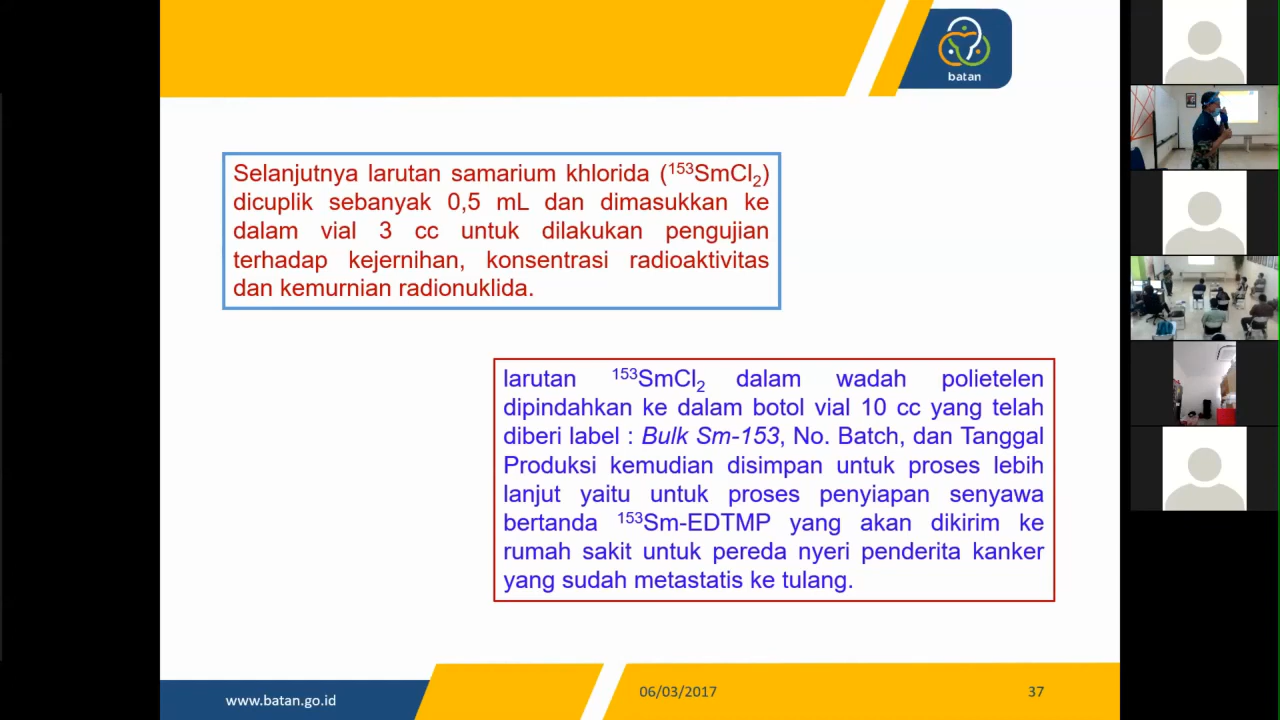 batan
Selanjutnya larutan samarium khlorida (¹⁵³SmCl₂)
dicuplik sebanyak 0,5 mL dan dimasukkan ke
dalam vial 3 cc untuk dilakukan pengujian
terhadap kejernihan, konsentrasi radioaktivitas
dan kemurnian radionuklida.
larutan ¹⁵³SmCl₂ dalam wadah polietelen
dipindahkan ke dalam botol vial 10 cc yang telah
diberi label : Bulk Sm-153, No. Batch, dan Tanggal
Produksi kemudian disimpan untuk proses lebih
lanjut yaitu untuk proses penyiapan senyawa
bertanda ¹⁵³Sm-EDTMP yang akan dikirim ke
rumah sakit untuk pereda nyeri penderita kanker
yang sudah metastatis ke tulang.
www.batan.go.id
06/03/2017
37